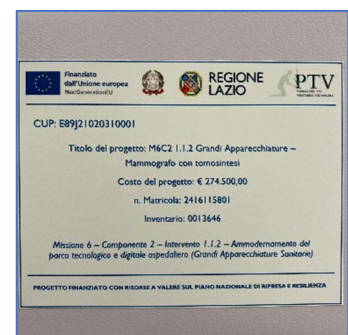 Finanziato
dall'Unione europea
NextGenerationEU
REGIONE
LAZIO
PTV
CUP: E89J21020310001
Titolo del progetto: M6C2 1.1.2 Grandi Apparecchiature –
Mammografo con tomosintesi
Costo del progetto: € 274.500,00
n. Matricola: 2416115801
Inventario: 0013646
Missione 6 – Componente 2 – Intervento 1.1.2 – Ammodernamento del
parco tecnologico e digitale ospedaliero (Grandi Apparecchiature Sanitarie)
PROGETTO FINANZIATO CON RISORSE A VALERE SUL PIANO NAZIONALE DI RIPRESA E RESILIENZA